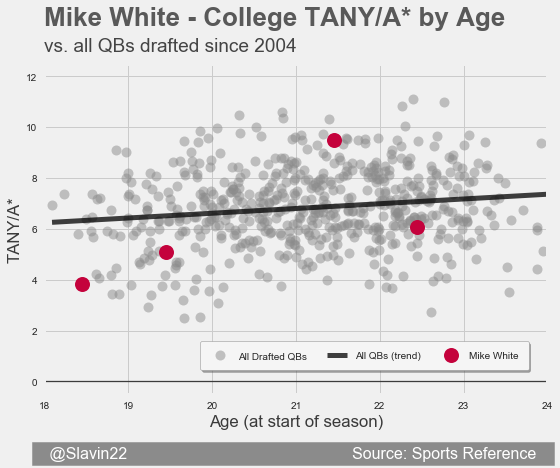 Mike White - College TANY/A* by Age
vs. all QBs drafted since 2004
12
10
8
6
4
2
0
TANY/A*
All Drafted QBs
All QBs (trend)
Mike White
18
19
20
21
22
23
24
Age (at start of season)
@Slavin22
Source: Sports Reference